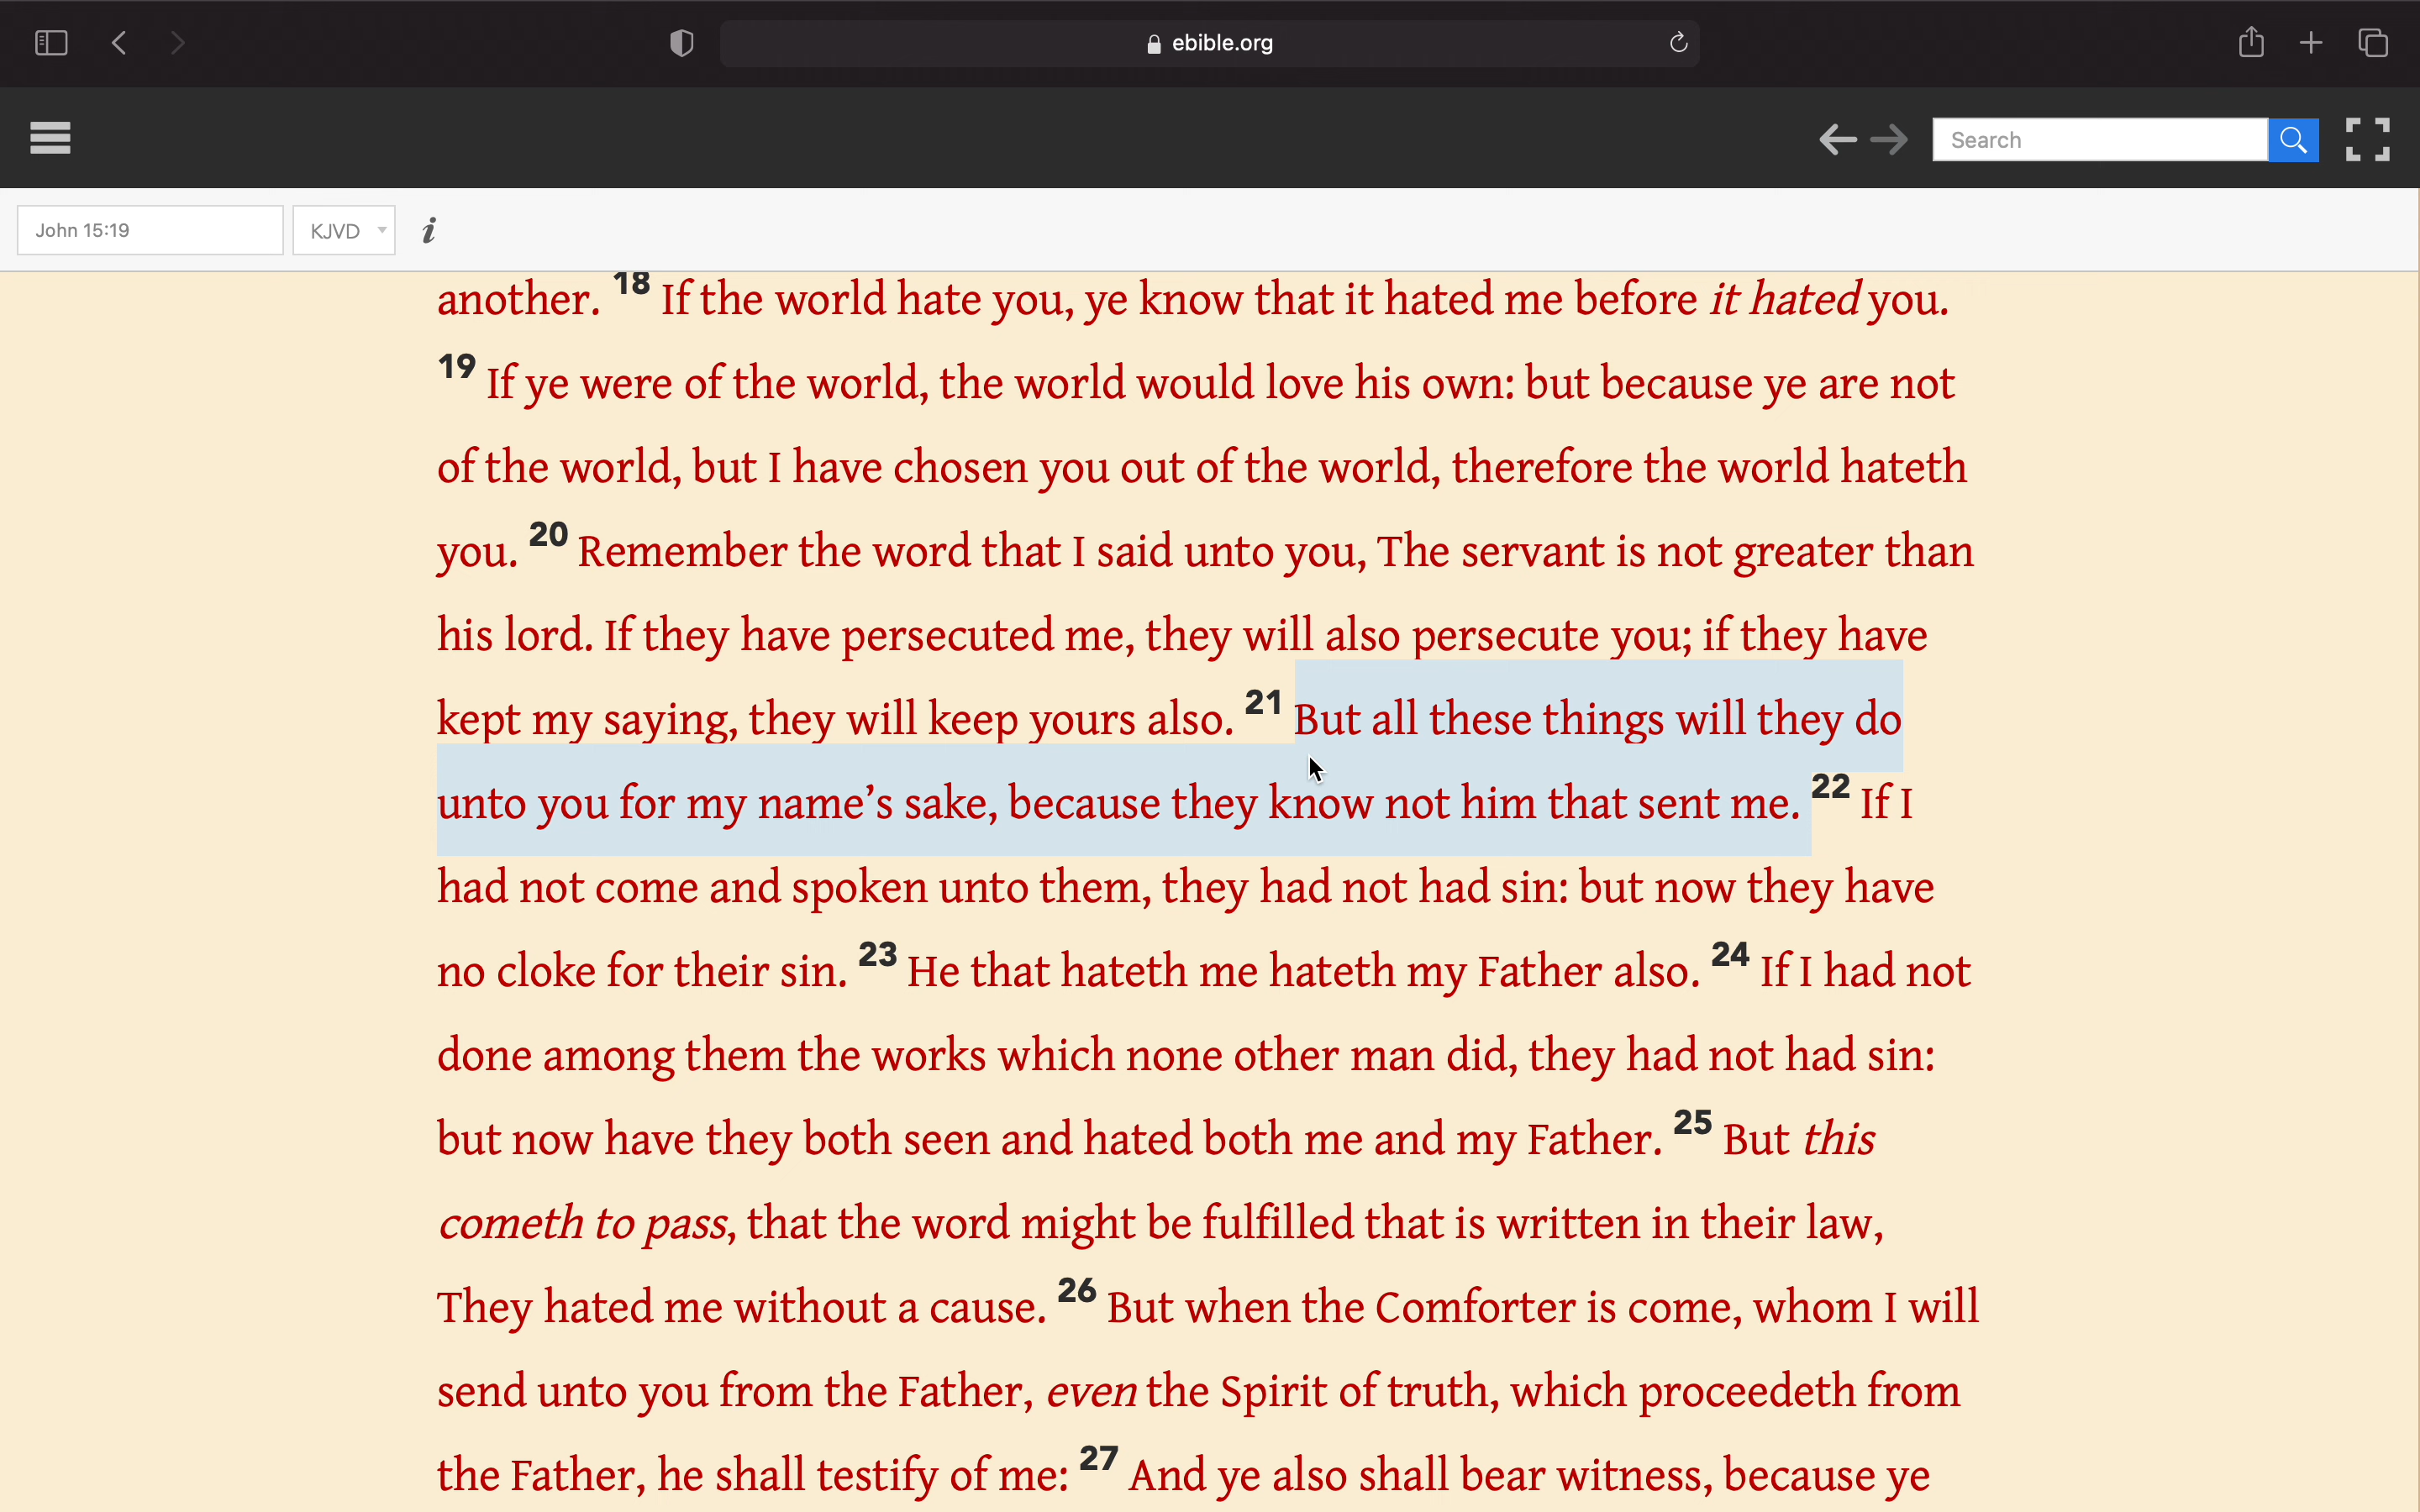 ebible.org
Search
John 15:19
KJVD
i
another. 18 If the world hate you, ye know that it hated me before it hated you.
19 If ye were of the world, the world would love his own: but because ye are not
of the world, but I have chosen you out of the world, therefore the world hateth
you. 20 Remember the word that I said unto you, The servant is not greater than
his lord. If they have persecuted me, they will also persecute you; if they have
kept my saying, they will keep yours also. 21 But all these things will they do
unto you for my name’s sake, because they know not him that sent me. 22 If I
had not come and spoken unto them, they had not had sin: but now they have
no cloke for their sin. 23 He that hateth me hateth my Father also. 24 If I had not
done among them the works which none other man did, they had not had sin:
but now have they both seen and hated both me and my Father. 25 But this
cometh to pass, that the word might be fulfilled that is written in their law,
They hated me without a cause. 26 But when the Comforter is come, whom I will
send unto you from the Father, even the Spirit of truth, which proceedeth from
the Father, he shall testify of me: 27 And ye also shall bear witness, because ye